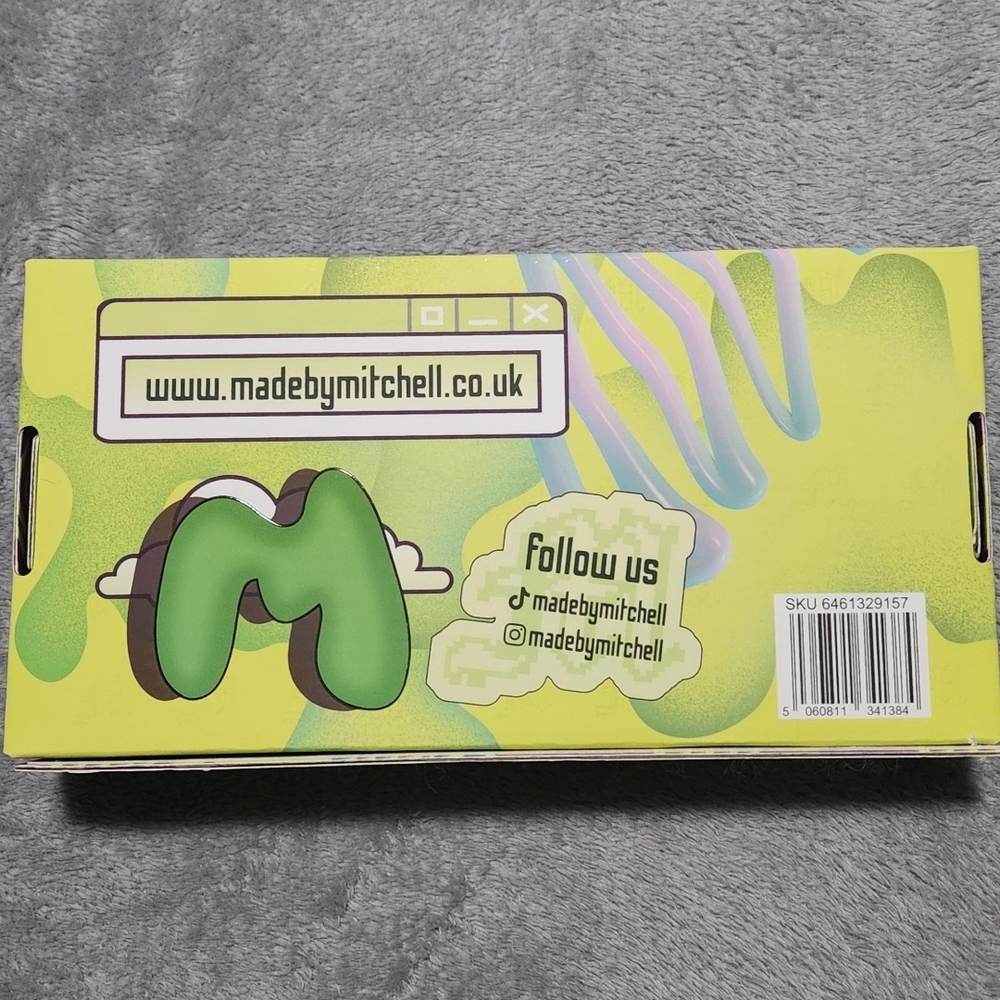 www.madebymitchell.co.uk
M
follow us
madebymitchell
madebymitchell
SKU 6461329157
5 060811 341384